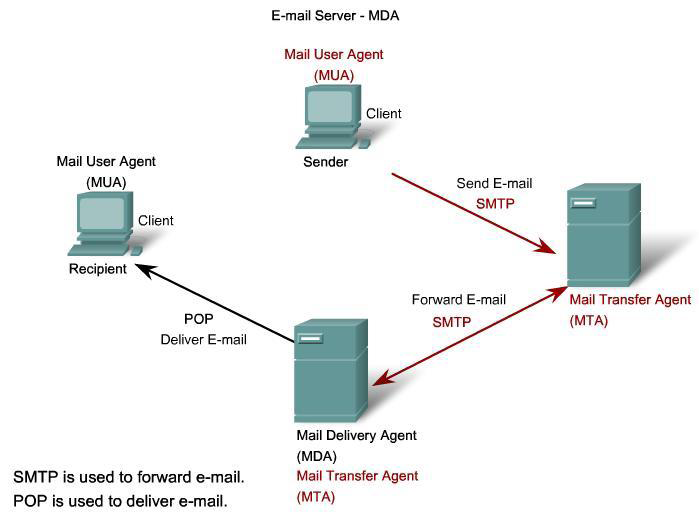 E-mail Server - MDA
Mail User Agent
(MUA)
Client
Sender
Mail User Agent
(MUA)
Client
Recipient
Send E-mail
SMTP
Mail Transfer Agent
(MTA)
Forward E-mail
SMTP
POP
Deliver E-mail
Mail Delivery Agent
(MDA)
Mail Transfer Agent
(MTA)
SMTP is used to forward e-mail.
POP is used to deliver e-mail.